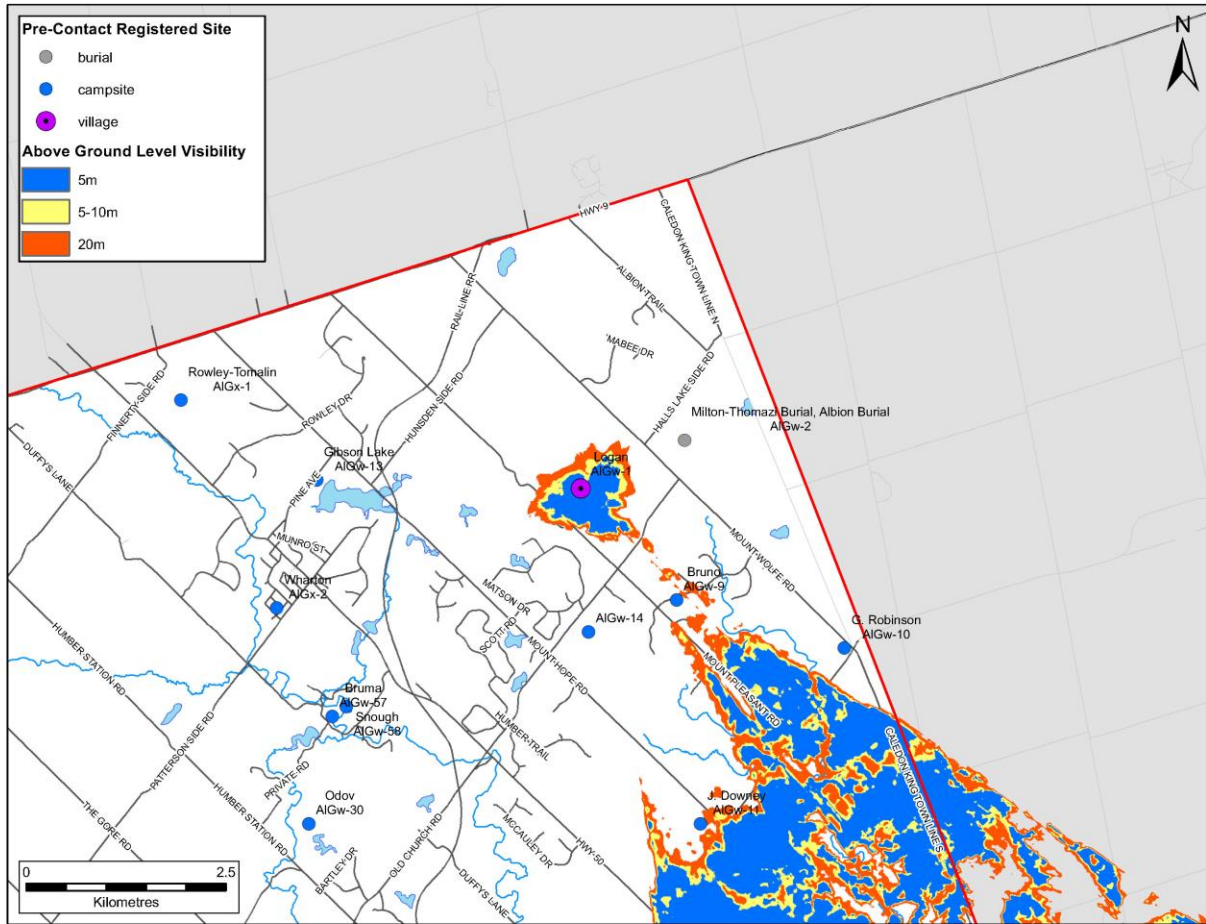 Pre-Contact Registered Site
burial
campsite
village
Above Ground Level Visibility
5m
5-10m
20m
N
HWY-9
CALEDON KING-TOWN LINE N
ALBION-TRAIL
RAIL-LINE RR
MABEE DR
HALLS LAKE SIDE RD
FINNERTY-SIDE RD
Rowley-Tomalin
AlGx-1
ROWLEY-DR
HUNSDEN SIDE RD
DUFFYS LANE
Milton-Thomazi Burial, Albion Burial
AlGw-2
Gibson Lake
AlGw-13
PINE AVE
Logan
AlGw-1
MUNRO ST
MOUNT-WOLFE RD
Wharton
AlGx-2
MATSON DR
SCOTT RD
Bruno
AlGw-9
AlGw-14
G. Robinson
AlGw-10
HUMBER STATION RD
MOUNT-HOPE RD
MOUNT-PLEASANT RD
Bruma
AlGw-57
Snough
AlGw-58
PATTERSON SIDE RD
HUMBER-TRAIL
CALEDON KING TOWN LINE S
PRIVATE RD
THE GORE RD
HUMBER STATION RD
Odov
AlGw-30
J. Downey
AlGw-11
MCCAULEY DR
HWY-50
OLD CHURCH RD
BARTLEY DR
DUFFYS LANE
0
2.5
Kilometres